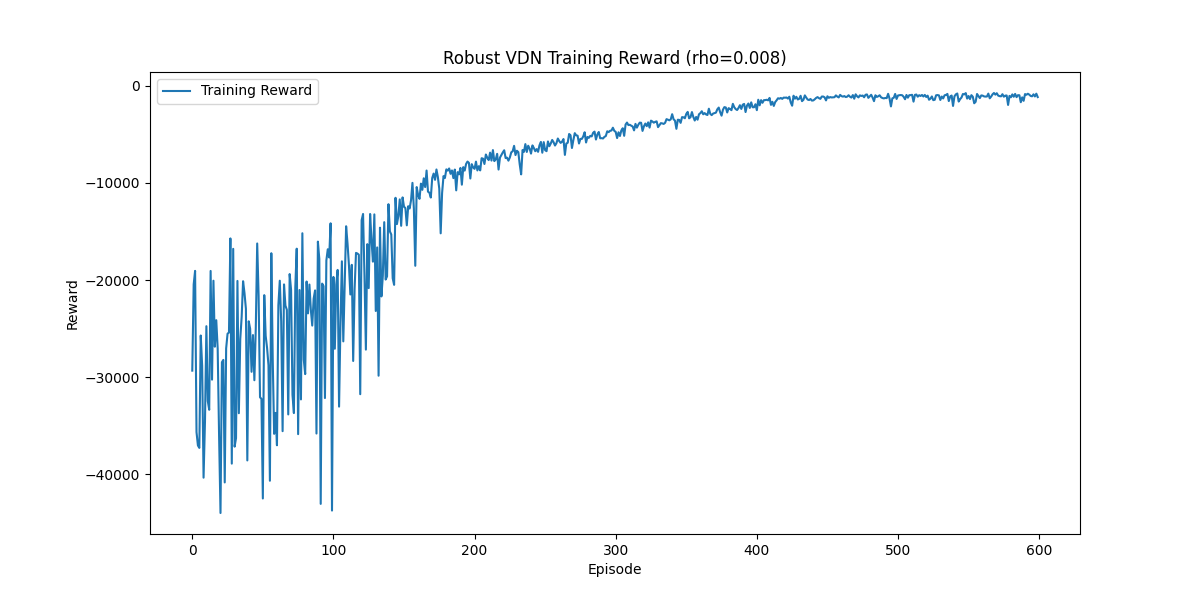 Robust VDN Training Reward (rho=0.008)
Training Reward
Reward
0
−10000
−20000
−30000
−40000
0 100 200 300 400 500 600
Episode